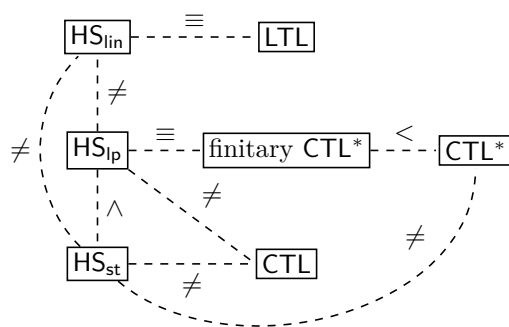 HS_lin ≡ LTL
≠
≠
HS_lp ≡ finitary CTL* < CTL*
≠
∧
≠
HS_st ≠ CTL